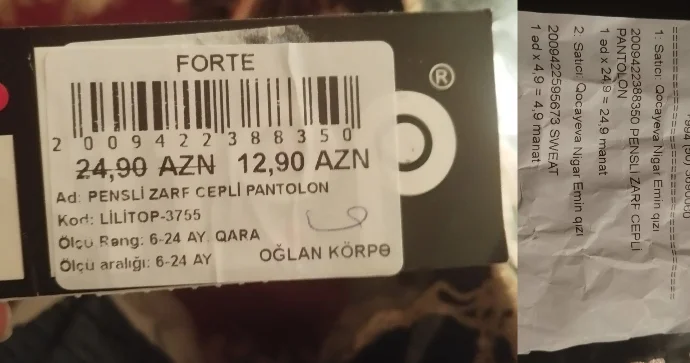 FORTE
2 009422 388350
24,90 AZN 12,90 AZN
Ad: PENSLİ ZARF CEPLİ PANTOLON
Kod: LİLİTOP-3755
Ölçü Rəng: 6-24 AY QARA
Ölçü aralığı: 6-24 AY
OĞLAN KÖRPƏ
®
==============================
1: Satıcı: Qocayeva Nigar Emin qızı
2009422388350 PENSLİ ZARF CEPLİ
PANTOLON
1 əd x 24,9 = 24,9 manat
2. Satıcı: Qocayeva Nigar Emin qızı
2009422595673 SWEAT
1 əd x 4,9 = 4,9 manat